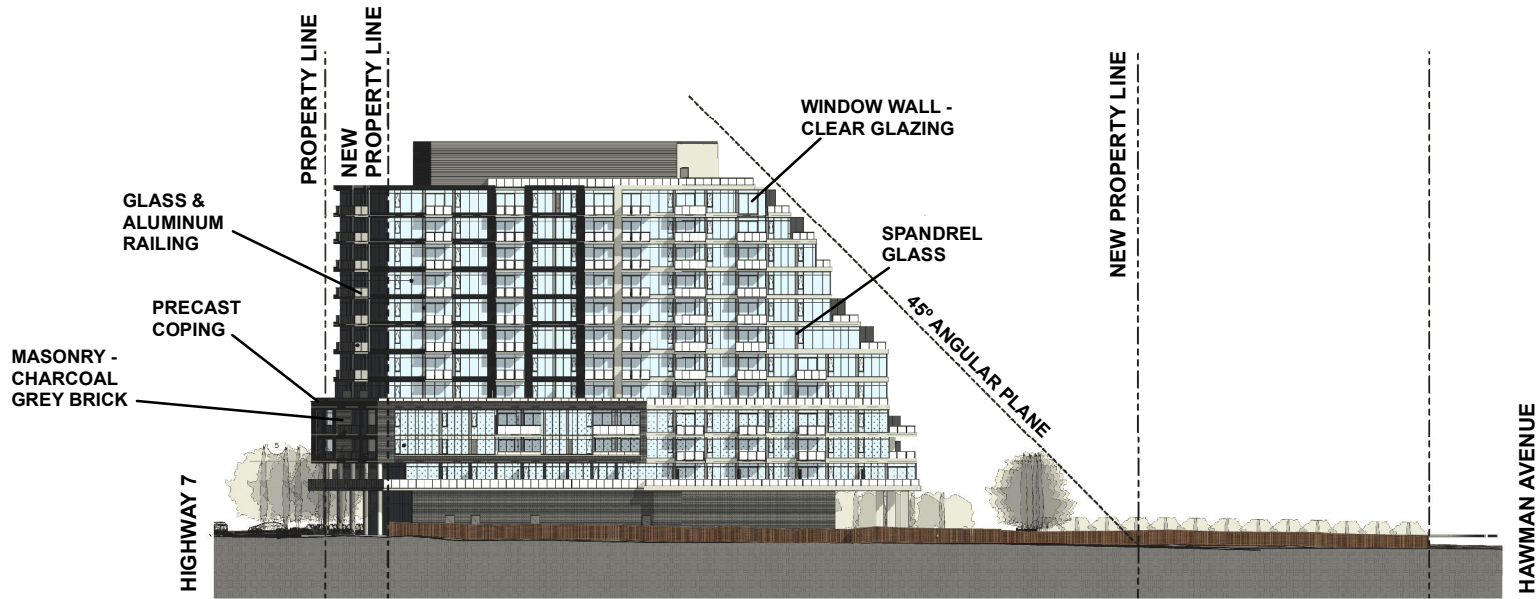 PROPERTY LINE
NEW
PROPERTY LINE
GLASS &
ALUMINUM
RAILING
PRECAST
COPING
MASONRY -
CHARCOAL
GREY BRICK
HIGHWAY 7
WINDOW WALL -
CLEAR GLAZING
SPANDREL
GLASS
45º ANGULAR PLANE
NEW PROPERTY LINE
HAWMAN AVENUE